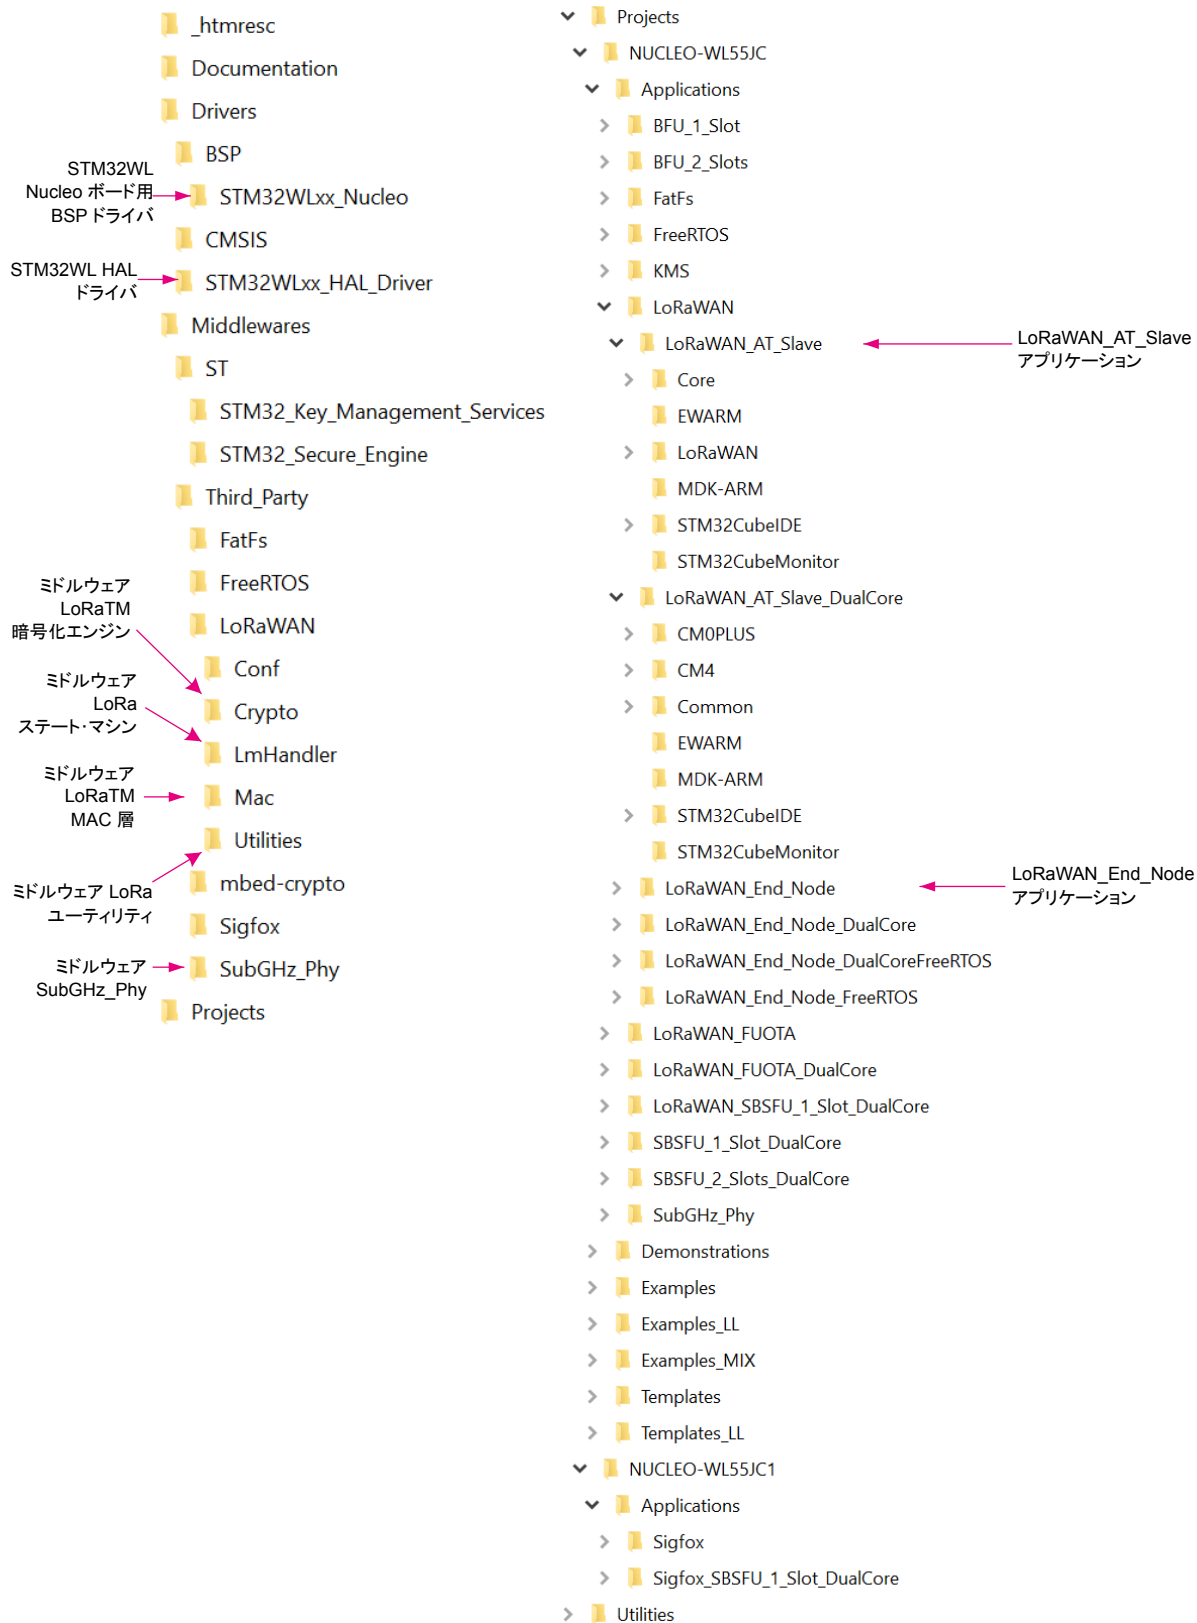 _htmresc
Documentation
Drivers
BSP
STM32WL
Nucleo ボード用
BSP ドライバ
STM32WLxx_Nucleo
CMSIS
STM32WL HAL
ドライバ
STM32WLxx_HAL_Driver
Middlewares
ST
STM32_Key_Management_Services
STM32_Secure_Engine
Third_Party
FatFs
FreeRTOS
ミドルウェア
LoRaTM
暗号化エンジン
LoRaWAN
Conf
Crypto
ミドルウェア
LoRa
ステート・マシン
LmHandler
ミドルウェア
LoRaTM
MAC 層
Mac
Utilities
ミドルウェア LoRa
ユーティリティ
mbed-crypto
Sigfox
ミドルウェア
SubGHz_Phy
SubGHz_Phy
Projects
Projects
NUCLEO-WL55JC
Applications
BFU_1_Slot
BFU_2_Slots
FatFs
FreeRTOS
KMS
LoRaWAN
LoRaWAN_AT_Slave
LoRaWAN_AT_Slave
アプリケーション
Core
EWARM
LoRaWAN
MDK-ARM
STM32CubeIDE
STM32CubeMonitor
LoRaWAN_AT_Slave_DualCore
CM0PLUS
CM4
Common
EWARM
MDK-ARM
STM32CubeIDE
STM32CubeMonitor
LoRaWAN_End_Node
LoRaWAN_End_Node
アプリケーション
LoRaWAN_End_Node_DualCore
LoRaWAN_End_Node_DualCoreFreeRTOS
LoRaWAN_End_Node_FreeRTOS
LoRaWAN_FUOTA
LoRaWAN_FUOTA_DualCore
LoRaWAN_SBSFU_1_Slot_DualCore
SBSFU_1_Slot_DualCore
SBSFU_2_Slots_DualCore
SubGHz_Phy
Demonstrations
Examples
Examples_LL
Examples_MIX
Templates
Templates_LL
NUCLEO-WL55JC1
Applications
Sigfox
Sigfox_SBSFU_1_Slot_DualCore
Utilities